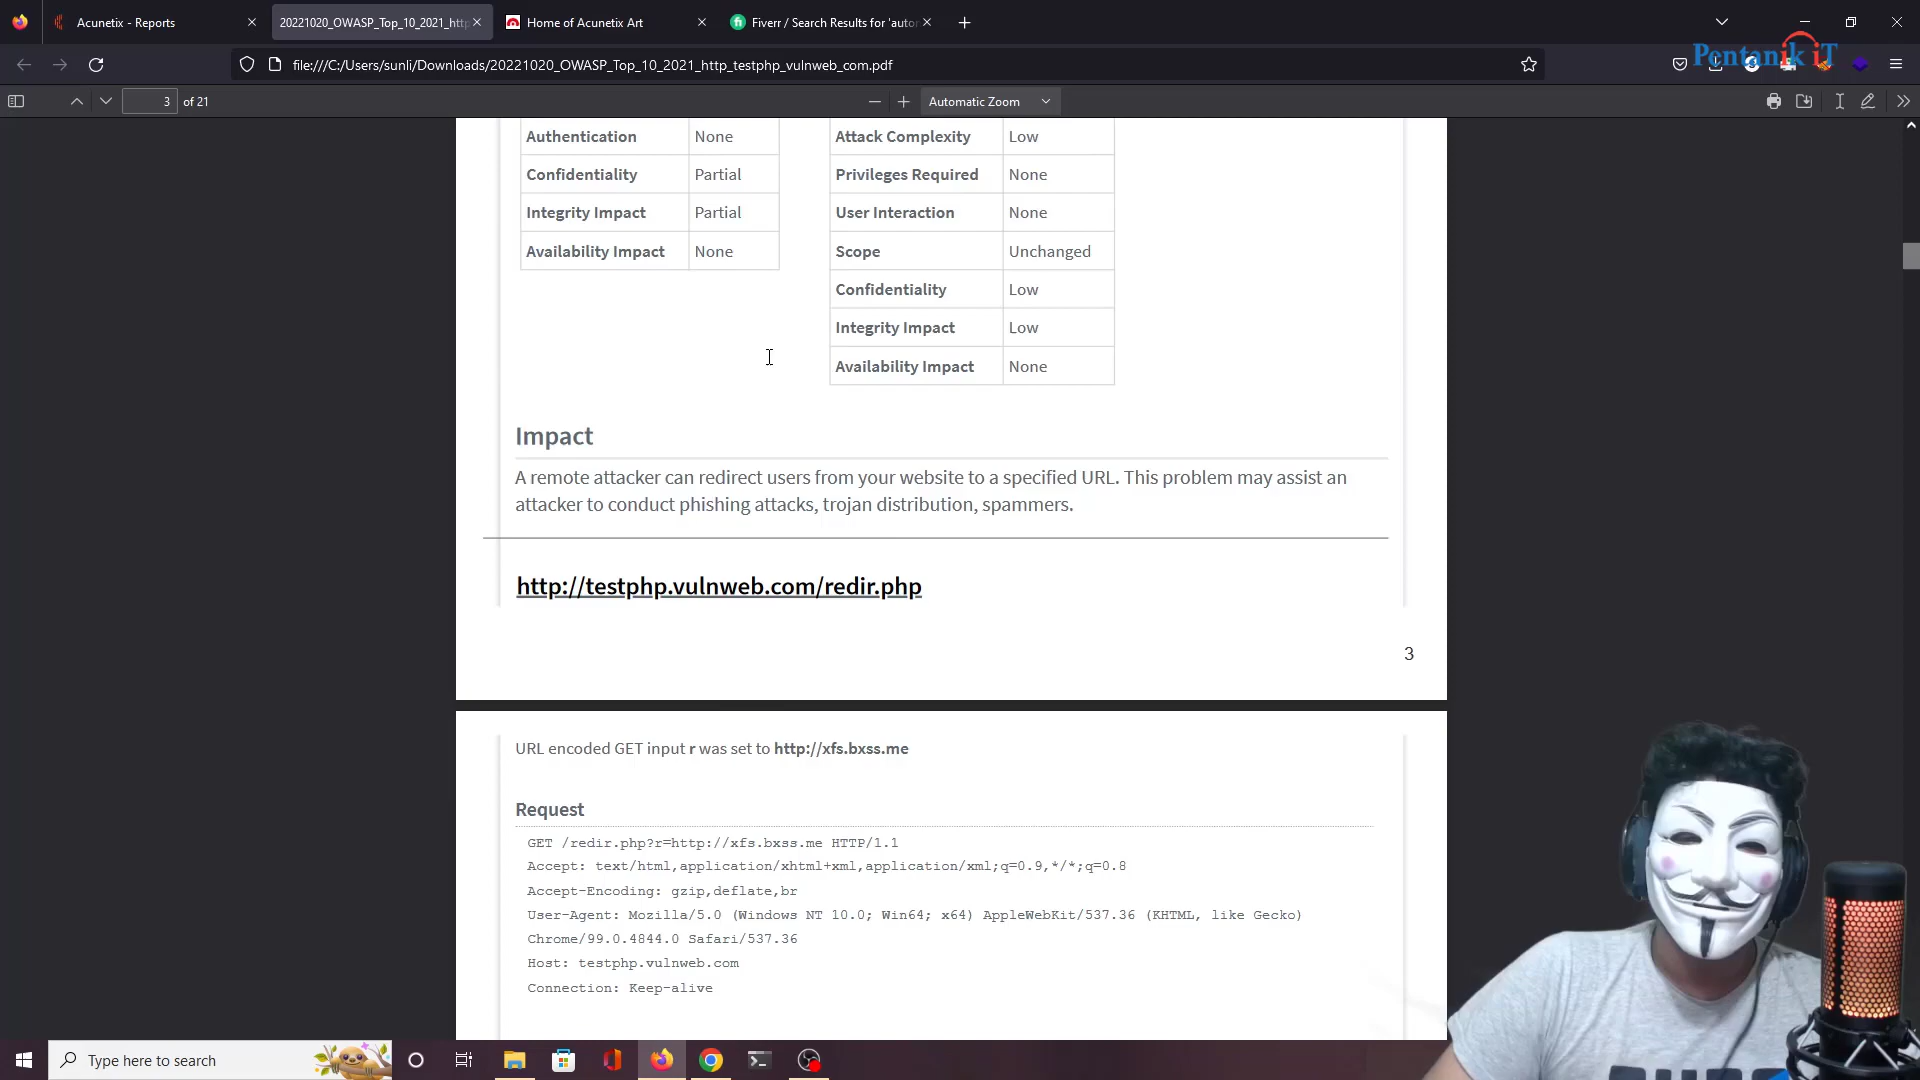 Acunetix - Reports
20221020_OWASP_Top_10_2021_htt
Home of Acunetix Art
Fiverr / Search Results for 'auto
Pentanik iT
file:///C:/Users/sunli/Downloads/20221020_OWASP_Top_10_2021_http_testphp_vulnweb_com.pdf
3 of 21
Automatic Zoom
Authentication None
Confidentiality Partial
Integrity Impact Partial
Availability Impact None
Attack Complexity Low
Privileges Required None
User Interaction None
Scope Unchanged
Confidentiality Low
Integrity Impact Low
Availability Impact None
Impact
A remote attacker can redirect users from your website to a specified URL. This problem may assist an
attacker to conduct phishing attacks, trojan distribution, spammers.
http://testphp.vulnweb.com/redir.php
3
URL encoded GET input r was set to http://xfs.bxss.me
Request
GET /redir.php?r=http://xfs.bxss.me HTTP/1.1
Accept: text/html,application/xhtml+xml,application/xml;q=0.9,*/*;q=0.8
Accept-Encoding: gzip,deflate,br
User-Agent: Mozilla/5.0 (Windows NT 10.0; Win64; x64) AppleWebKit/537.36 (KHTML, like Gecko)
Chrome/99.0.4844.0 Safari/537.36
Host: testphp.vulnweb.com
Connection: Keep-alive
Type here to search